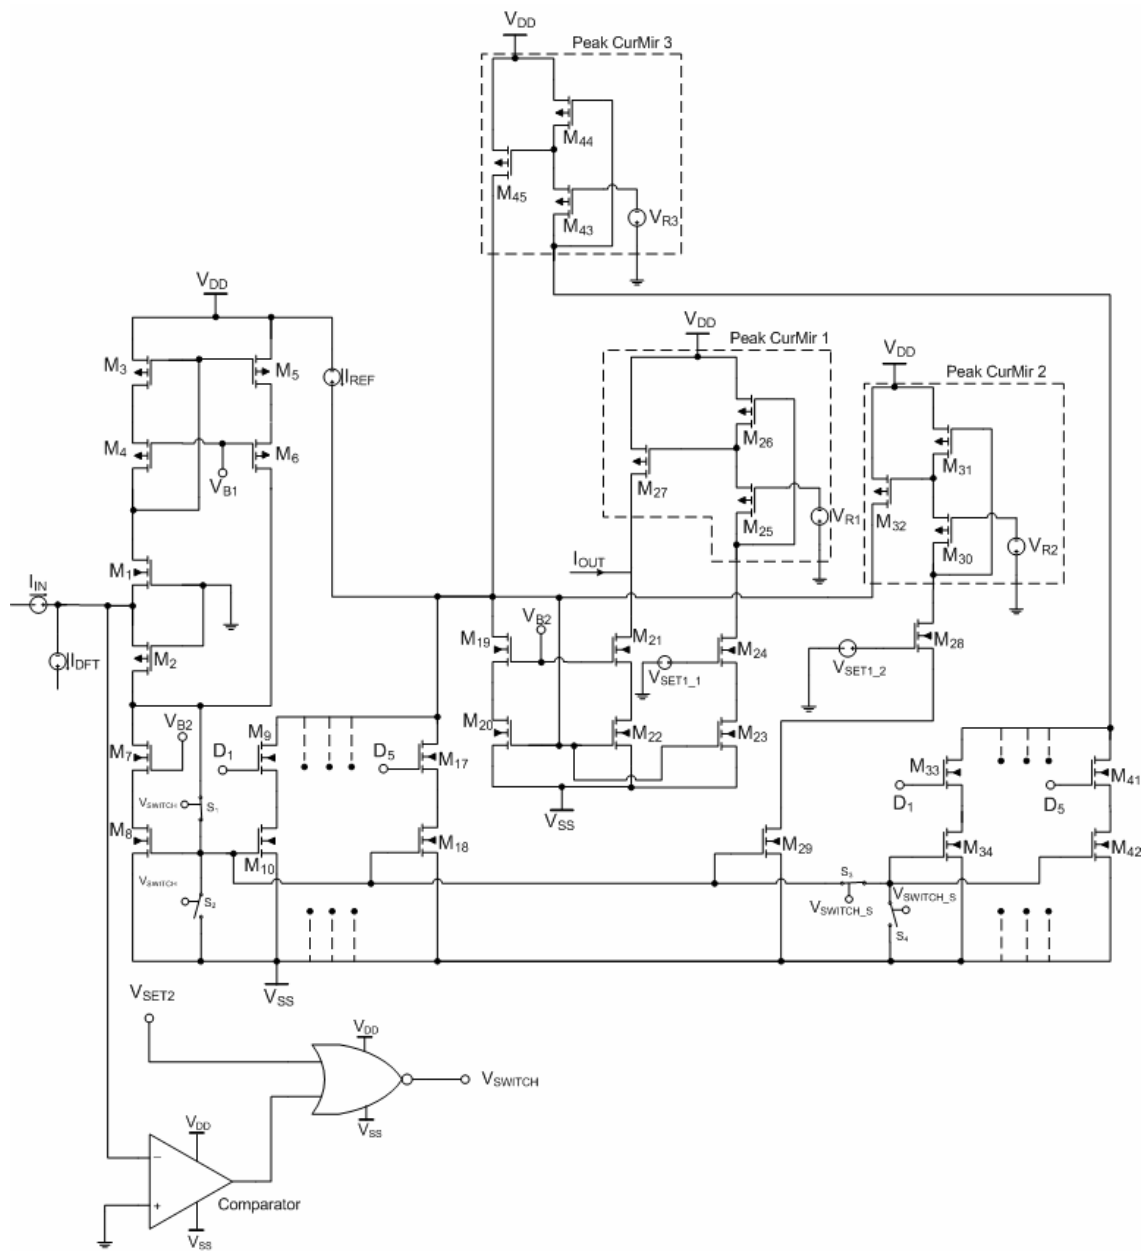 VDD
Peak CurMir 3
M44
M45
M43
VR3
VDD
VDD
Peak CurMir 1
VDD
Peak CurMir 2
M3
M5
IREF
M26
M31
M4
M6
VB1
M27
M25
VR1
M32
M30
VR2
IOUT
M1
IIN
M2
IDFT
VB2
M19
M21
M24
M28
VSET1_1
VSET1_2
VB2
M9
M20
M22
M23
M7
D1
D5
M17
M33
M41
D1
D5
VSWITCH
S1
VSS
M8
M10
M18
M29
M34
M42
VSWITCH
S2
S3
VSWITCH_S
VSWITCH_S
S4
VSS
VSET2
VDD
VSWITCH
VSS
VDD
−
+
Comparator
VSS